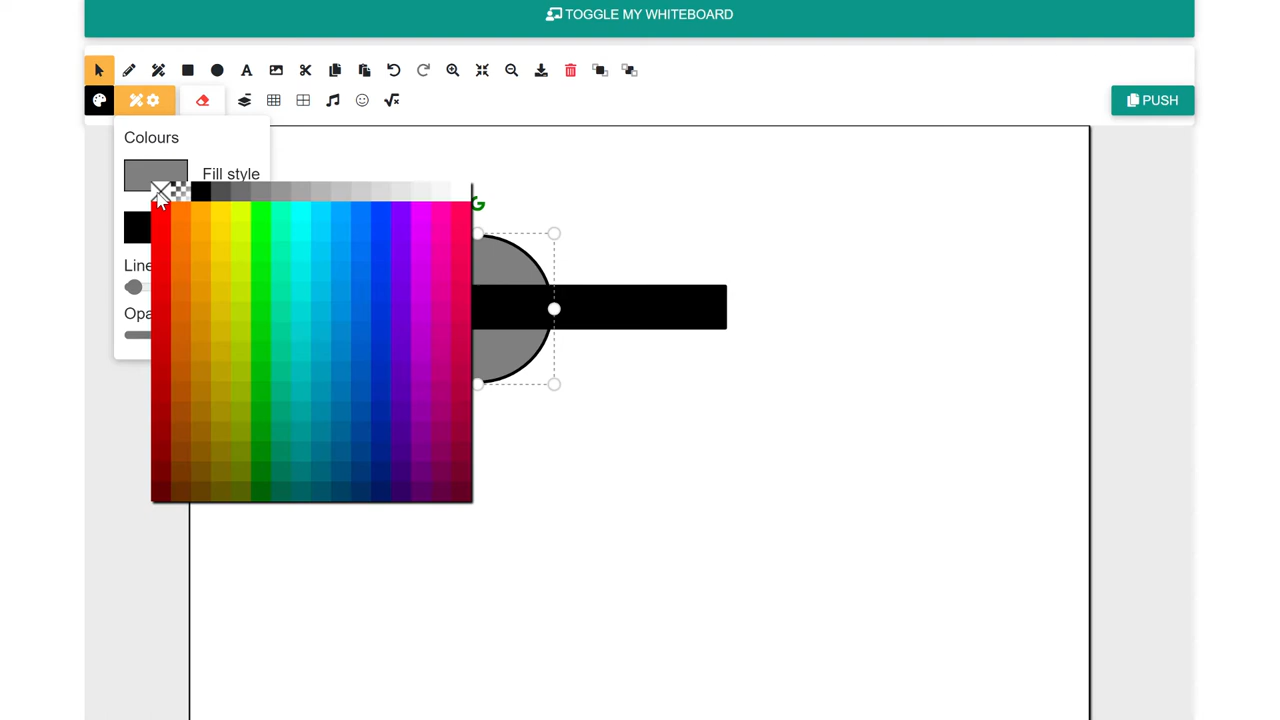 TOGGLE MY WHITEBOARD
A
PUSH
Colours
Fill style
G
Line
Opa